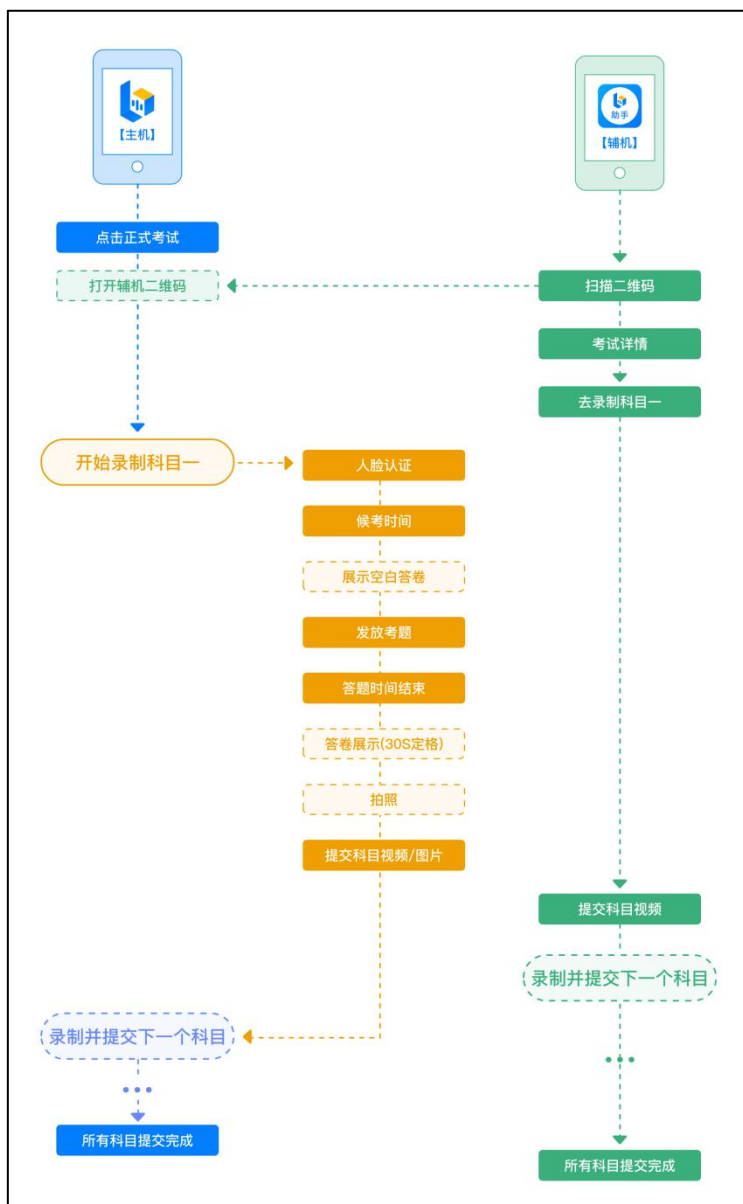 【主机】
助手
【辅机】
点击正式考试
打开辅机二维码
扫描二维码
考试详情
去录制科目一
开始录制科目一
人脸认证
候考时间
展示空白答卷
发放考题
答题时间结束
答卷展示(30S定格)
拍照
提交科目视频/图片
提交科目视频
录制并提交下一个科目
录制并提交下一个科目
所有科目提交完成
所有科目提交完成